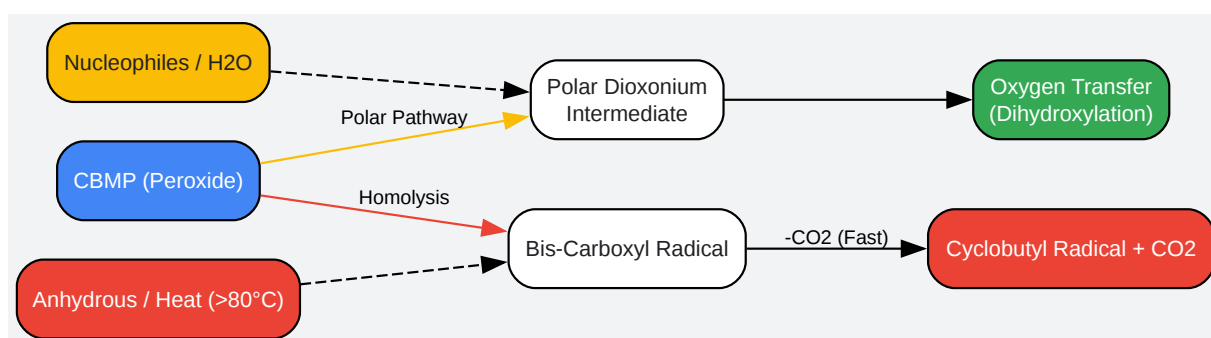 Nucleophiles / H2O
Polar Dioxonium
Intermediate
Oxygen Transfer
(Dihydroxylation)
Polar Pathway
CBMP (Peroxide)
Homolysis
Bis-Carboxyl Radical
-CO2 (Fast)
Cyclobutyl Radical + CO2
Anhydrous / Heat (>80°C)